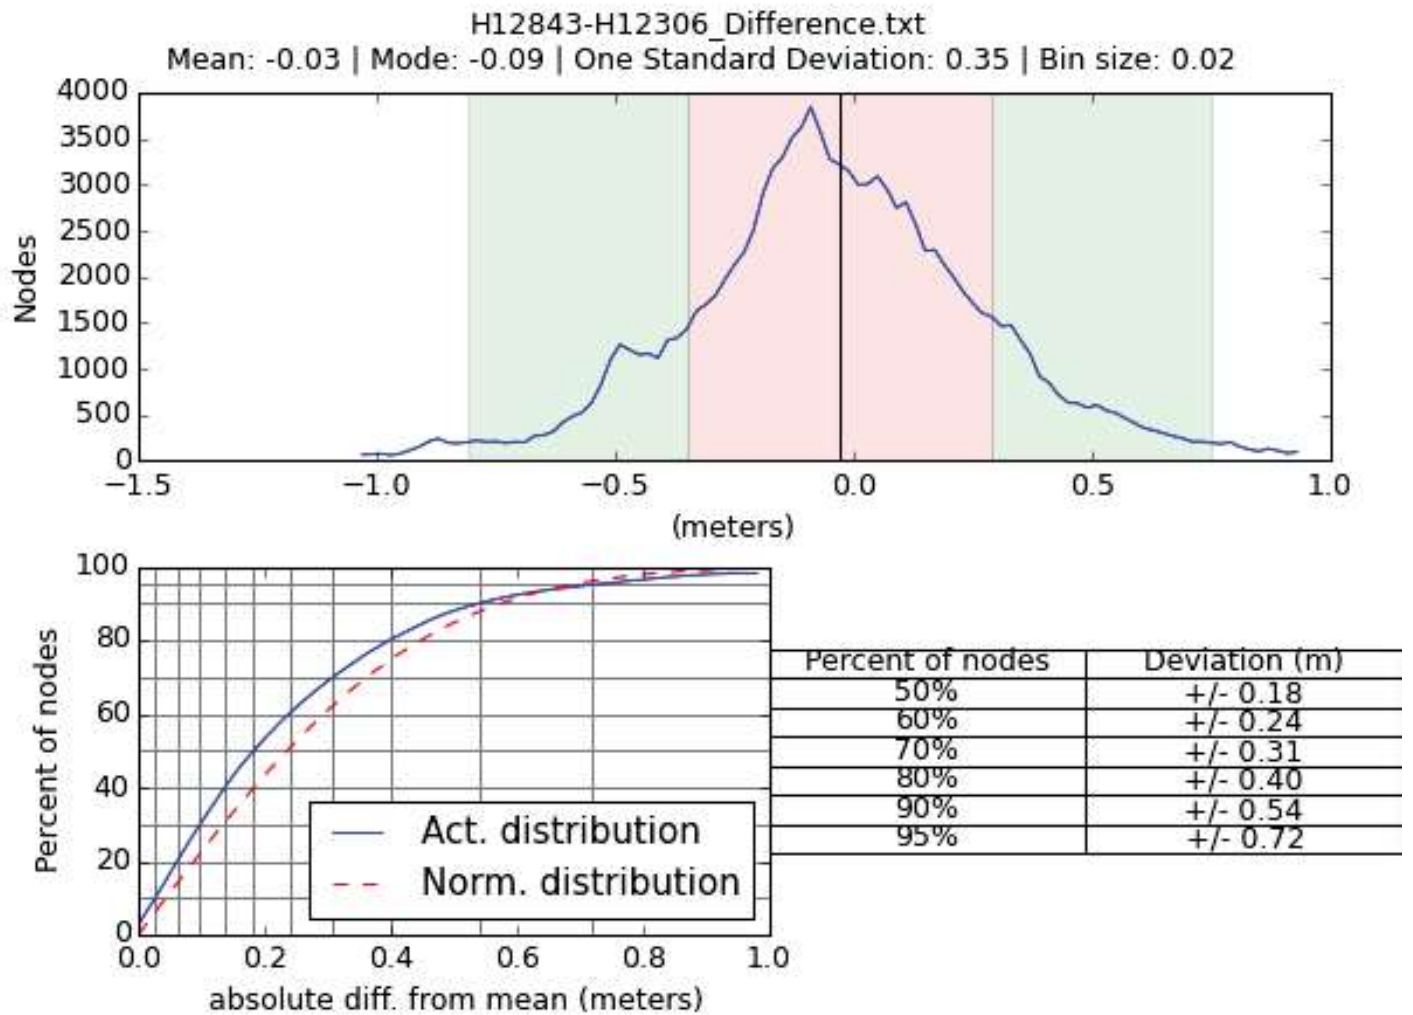 H12843-H12306_Difference.txt
Mean: -0.03 | Mode: -0.09 | One Standard Deviation: 0.35 | Bin size: 0.02
4000
3500
3000
2500
2000
1500
1000
500
0
Nodes
−1.5 −1.0 −0.5 0.0 0.5 1.0
(meters)
100
80
60
40
20
0
Percent of nodes
Act. distribution
Norm. distribution
0.0 0.2 0.4 0.6 0.8 1.0
absolute diff. from mean (meters)
Percent of nodes Deviation (m)
50% +/- 0.18
60% +/- 0.24
70% +/- 0.31
80% +/- 0.40
90% +/- 0.54
95% +/- 0.72